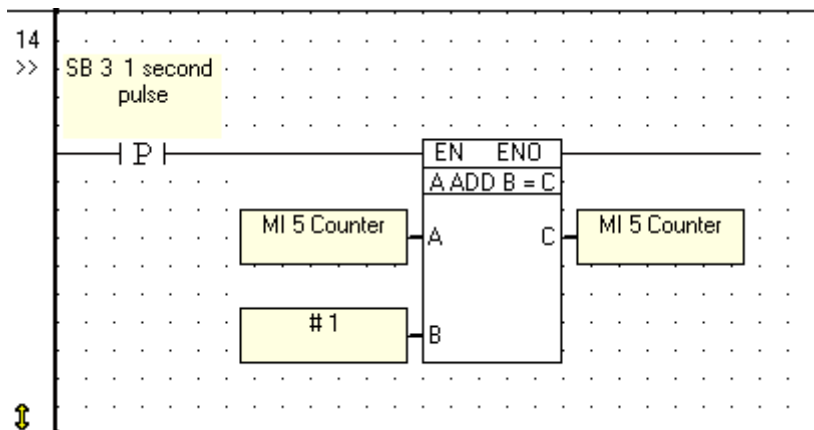 14
>>
SB 3 1 second
pulse
P
EN ENO
A ADD B = C
MI 5 Counter
A
C
MI 5 Counter
# 1
B